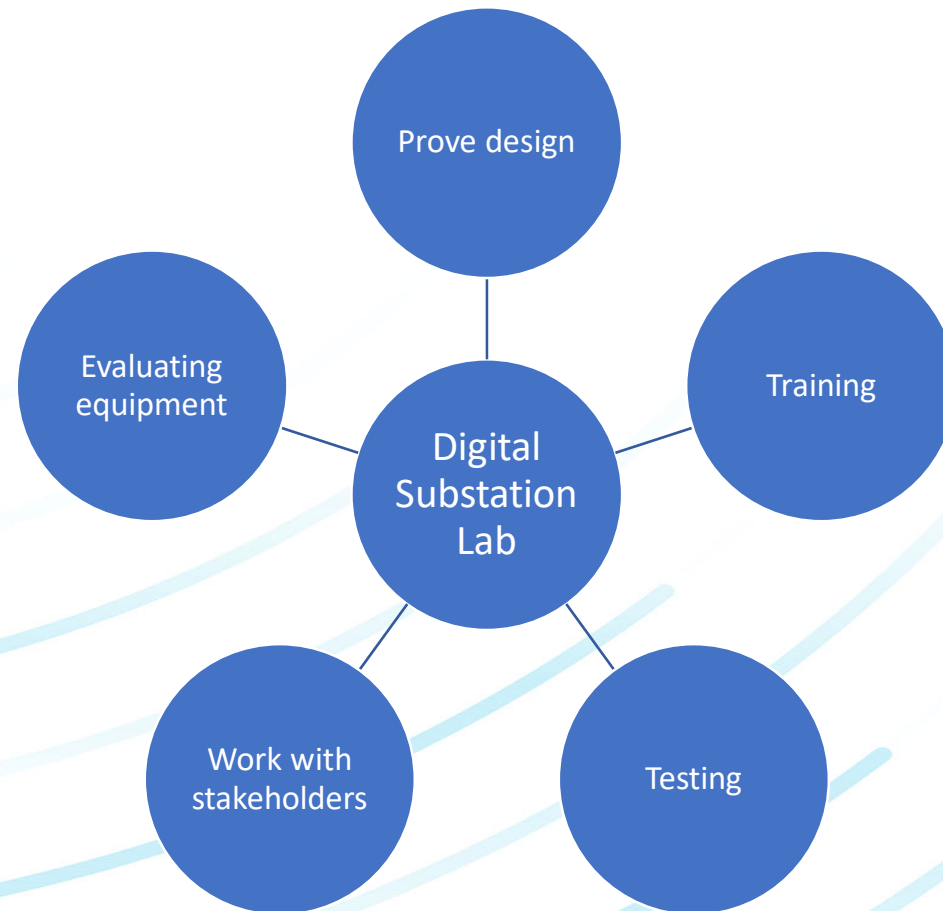 Prove design
Evaluating
equipment
Training
Digital
Substation
Lab
Work with
stakeholders
Testing